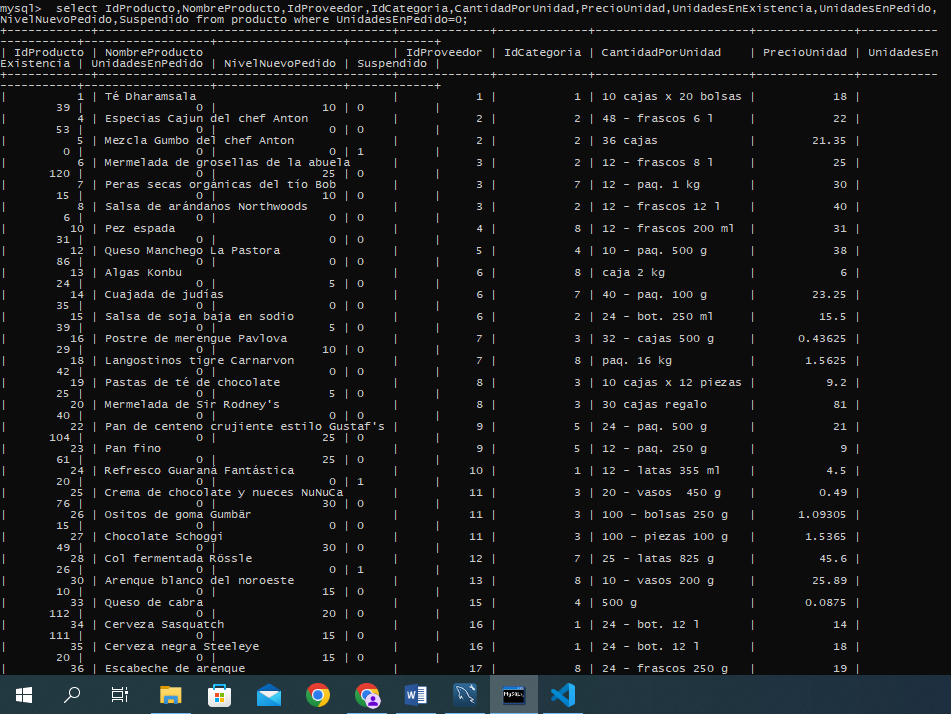 mysql>  select IdProducto,NombreProducto,IdProveedor,IdCategoria,CantidadPorUnidad,PrecioUnidad,UnidadesEnExistencia,UnidadesEnPedido,
NivelNuevoPedido,Suspendido from producto where UnidadesEnPedido=0;
| IdProducto | NombreProducto | IdProveedor | IdCategoria | CantidadPorUnidad | PrecioUnidad | UnidadesEn
Existencia | UnidadesEnPedido | NivelNuevoPedido | Suspendido |
| 1 | Té Dharamsala | 1 | 1 | 10 cajas x 20 bolsas | 18 |
39 | 0 | 10 | 0 |
| 4 | Especias Cajun del chef Anton | 2 | 2 | 48 - frascos 6 l | 22 |
53 | 0 | 0 | 0 |
| 5 | Mezcla Gumbo del chef Anton | 2 | 2 | 36 cajas | 21.35 |
0 | 0 | 0 | 1 |
| 6 | Mermelada de grosellas de la abuela | 3 | 2 | 12 - frascos 8 l | 25 |
120 | 0 | 25 | 0 |
| 7 | Peras secas orgánicas del tío Bob | 3 | 7 | 12 - paq. 1 kg | 30 |
15 | 0 | 10 | 0 |
| 8 | Salsa de arándanos Northwoods | 3 | 2 | 12 - frascos 12 l | 40 |
6 | 0 | 0 | 0 |
| 10 | Pez espada | 4 | 8 | 12 - frascos 200 ml | 31 |
31 | 0 | 0 | 0 |
| 12 | Queso Manchego La Pastora | 5 | 4 | 10 - paq. 500 g | 38 |
86 | 0 | 0 | 0 |
| 13 | Algas Konbu | 6 | 8 | caja 2 kg | 6 |
24 | 0 | 5 | 0 |
| 14 | Cuajada de judías | 6 | 7 | 40 - paq. 100 g | 23.25 |
35 | 0 | 0 | 0 |
| 15 | Salsa de soja baja en sodio | 6 | 2 | 24 - bot. 250 ml | 15.5 |
39 | 0 | 5 | 0 |
| 16 | Postre de merengue Pavlova | 7 | 3 | 32 - cajas 500 g | 0.43625 |
29 | 0 | 10 | 0 |
| 18 | Langostinos tigre Carnarvon | 7 | 8 | paq. 16 kg | 1.5625 |
42 | 0 | 0 | 0 |
| 19 | Pastas de té de chocolate | 8 | 3 | 10 cajas x 12 piezas | 9.2 |
25 | 0 | 5 | 0 |
| 20 | Mermelada de Sir Rodney's | 8 | 3 | 30 cajas regalo | 81 |
40 | 0 | 0 | 0 |
| 22 | Pan de centeno crujiente estilo Gustaf's | 9 | 5 | 24 - paq. 500 g | 21 |
104 | 0 | 25 | 0 |
| 23 | Pan fino | 9 | 5 | 12 - paq. 250 g | 9 |
61 | 0 | 25 | 0 |
| 24 | Refresco Guaraná Fantástica | 10 | 1 | 12 - latas 355 ml | 4.5 |
20 | 0 | 0 | 1 |
| 25 | Crema de chocolate y nueces NuNuCa | 11 | 3 | 20 - vasos  450 g | 0.49 |
76 | 0 | 30 | 0 |
| 26 | Ositos de goma Gumbär | 11 | 3 | 100 - bolsas 250 g | 1.09305 |
15 | 0 | 0 | 0 |
| 27 | Chocolate Schoggi | 11 | 3 | 100 - piezas 100 g | 1.5365 |
49 | 0 | 30 | 0 |
| 28 | Col fermentada Rössle | 12 | 7 | 25 - latas 825 g | 45.6 |
26 | 0 | 0 | 1 |
| 30 | Arenque blanco del noroeste | 13 | 8 | 10 - vasos 200 g | 25.89 |
10 | 0 | 15 | 0 |
| 33 | Queso de cabra | 15 | 4 | 500 g | 0.0875 |
112 | 0 | 20 | 0 |
| 34 | Cerveza Sasquatch | 16 | 1 | 24 - bot. 12 l | 14 |
111 | 0 | 15 | 0 |
| 35 | Cerveza negra Steeleye | 16 | 1 | 24 - bot. 12 l | 18 |
20 | 0 | 15 | 0 |
| 36 | Escabeche de arenque | 17 | 8 | 24 - frascos 250 g | 19 |